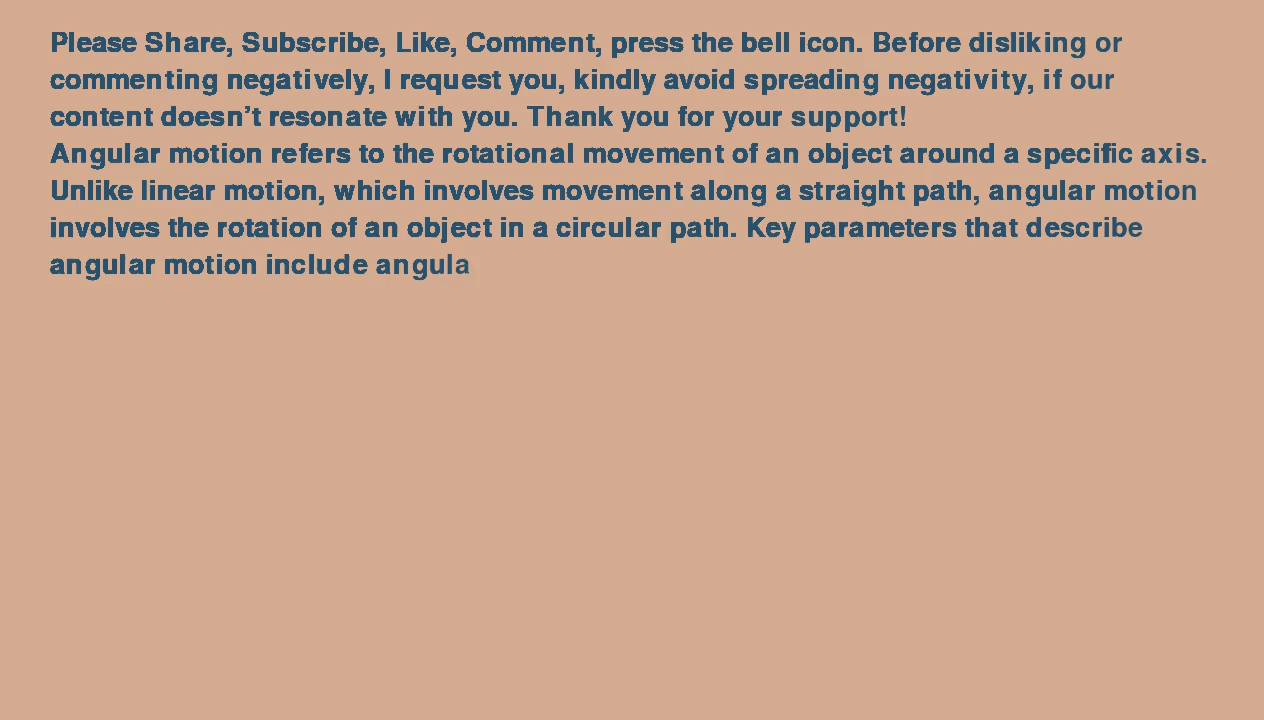 Please Share, Subscribe, Like, Comment, press the bell icon. Before disliking or
commenting negatively, I request you, kindly avoid spreading negativity, if our
content doesn’t resonate with you. Thank you for your support!
Angular motion refers to the rotational movement of an object around a specific axis.
Unlike linear motion, which involves movement along a straight path, angular motion
involves the rotation of an object in a circular path. Key parameters that describe
angular motion include angula